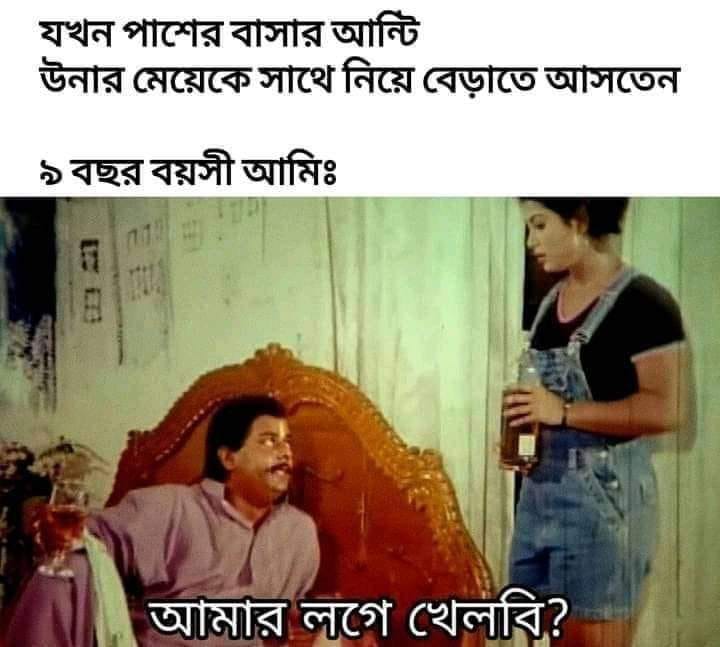 যখন পাশের বাসার আন্টি
উনার মেয়েকে সাথে নিয়ে বেড়াতে আসতেন
৯ বছর বয়সী আমিঃ
আমার লগে খেলবি?